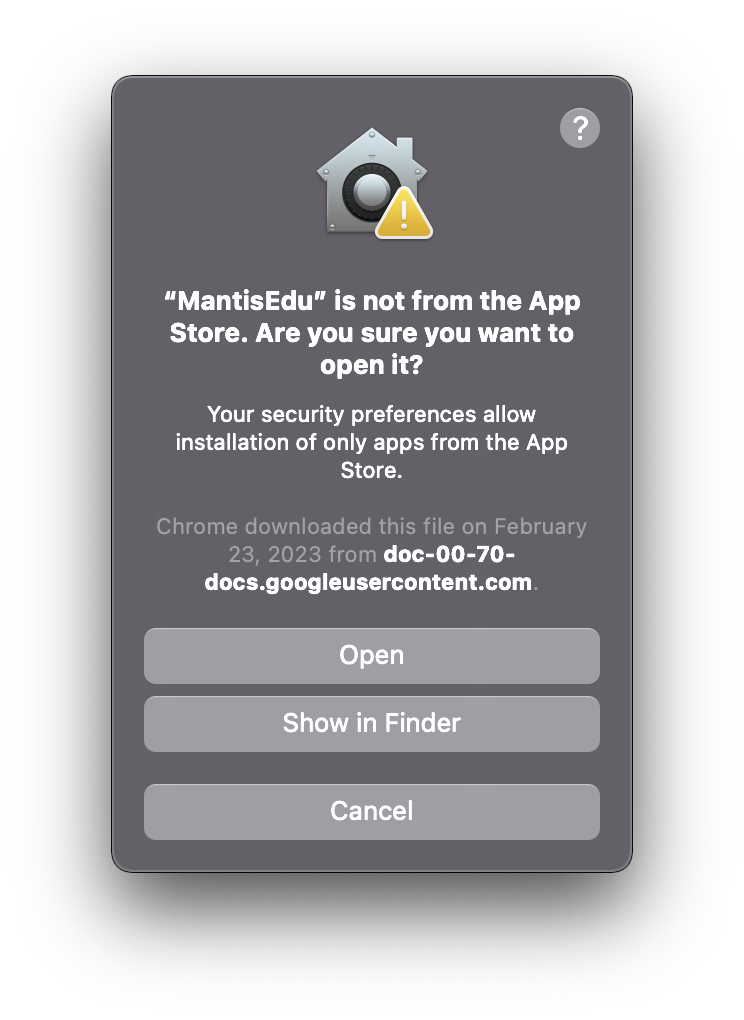 ?
“MantisEdu” is not from the App
Store. Are you sure you want to
open it?
Your security preferences allow
installation of only apps from the App
Store.
Chrome downloaded this file on February
23, 2023 from doc-00-70-
docs.googleusercontent.com.
Open
Show in Finder
Cancel